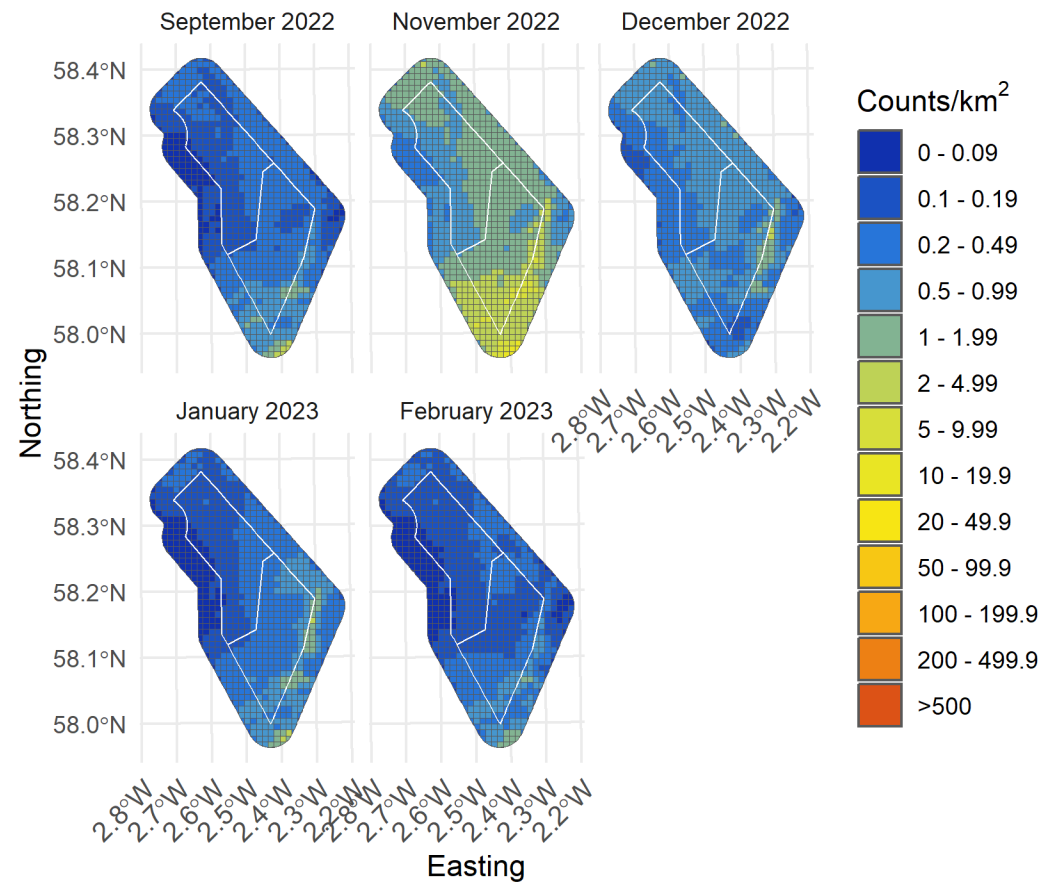 September 2022
November 2022
December 2022
58.4°N
58.3°N
58.2°N
58.1°N
58.0°N
2.8°W
2.7°W
2.6°W
2.5°W
2.4°W
2.3°W
2.2°W
January 2023
February 2023
58.4°N
58.3°N
58.2°N
58.1°N
58.0°N
2.8°W
2.7°W
2.6°W
2.5°W
2.4°W
2.3°W
2.2°W
2.8°W
2.7°W
2.6°W
2.5°W
2.4°W
2.3°W
2.2°W
Northing
Easting
Counts/km²
0 - 0.09
0.1 - 0.19
0.2 - 0.49
0.5 - 0.99
1 - 1.99
2 - 4.99
5 - 9.99
10 - 19.9
20 - 49.9
50 - 99.9
100 - 199.9
200 - 499.9
>500